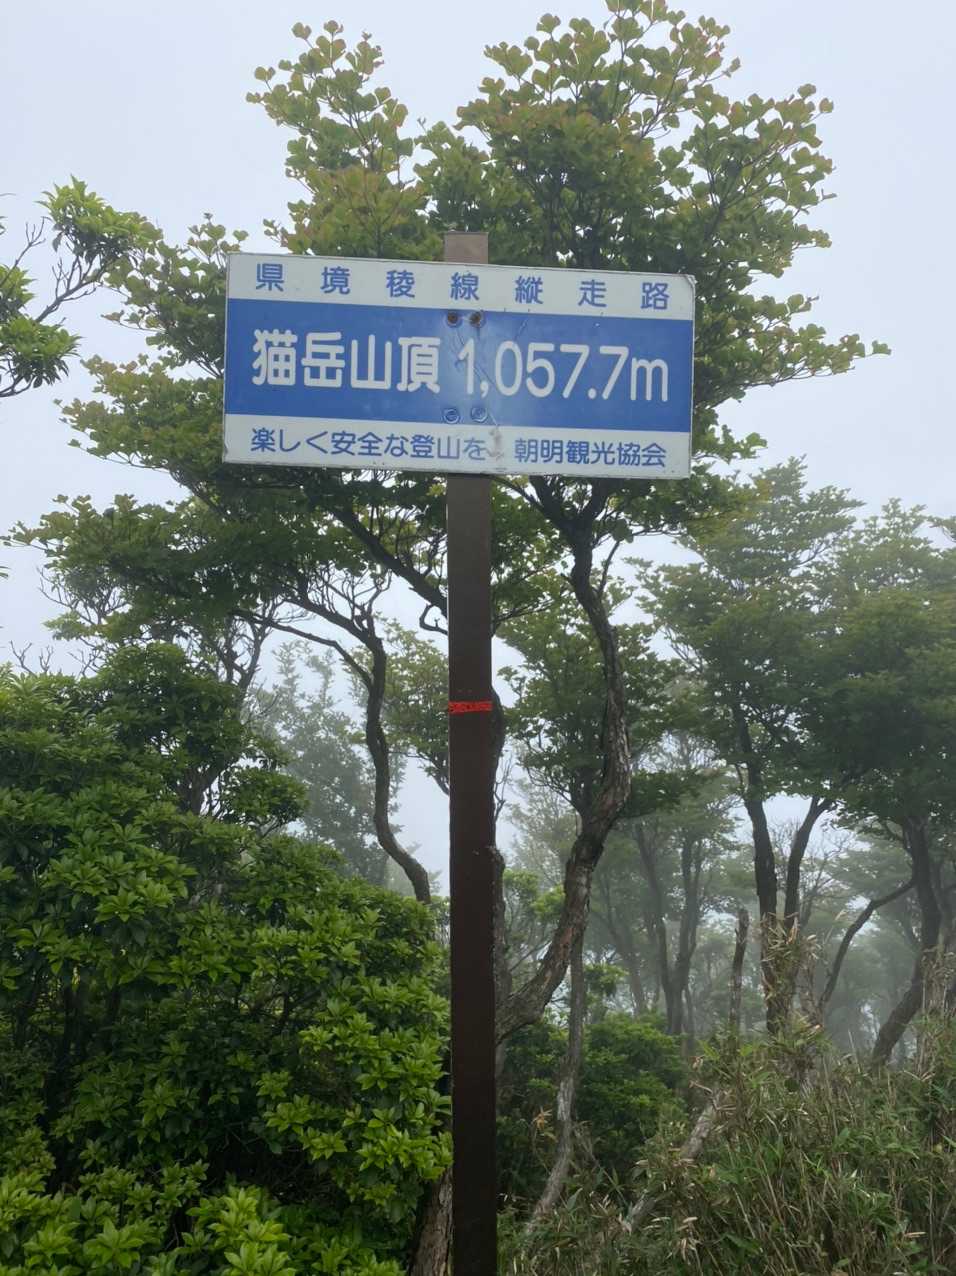 県境稜線縦走路
猫岳山頂 1,057.7m
楽しく安全な登山を 朝明観光協会